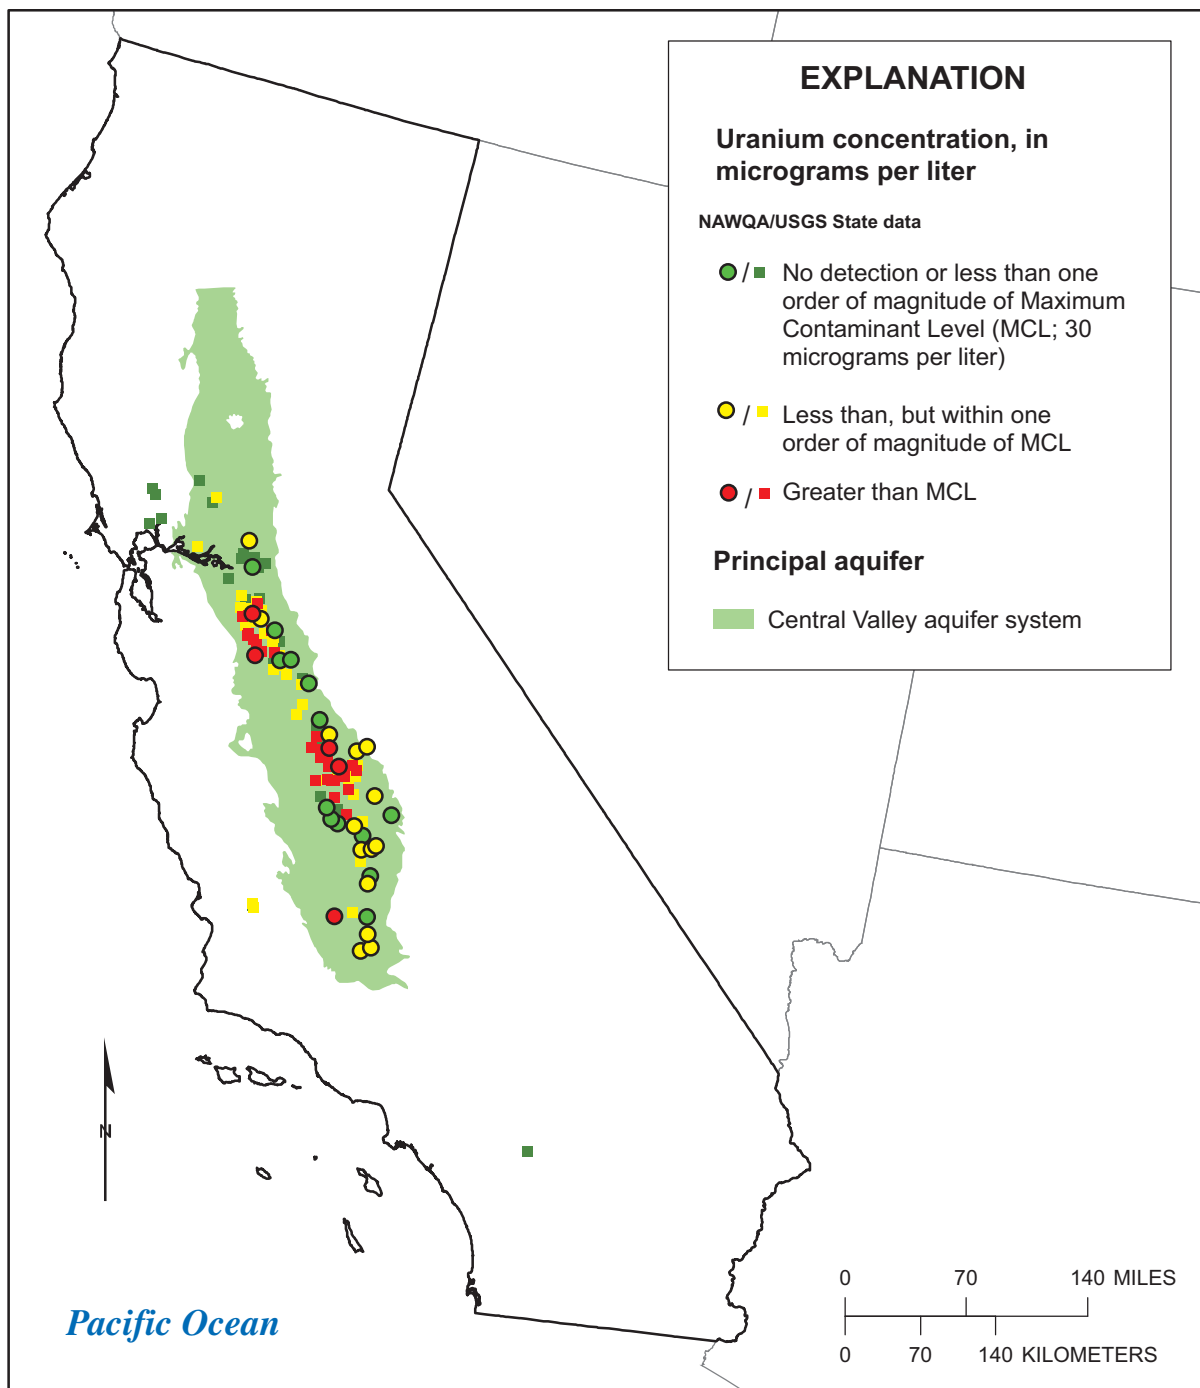 EXPLANATION
Uranium concentration, in
micrograms per liter
NAWQA/USGS State data
/ No detection or less than one
order of magnitude of Maximum
Contaminant Level (MCL; 30
micrograms per liter)
/ Less than, but within one
order of magnitude of MCL
/ Greater than MCL
Principal aquifer
Central Valley aquifer system
N
Pacific Ocean
0 70 140 MILES
0 70 140 KILOMETERS